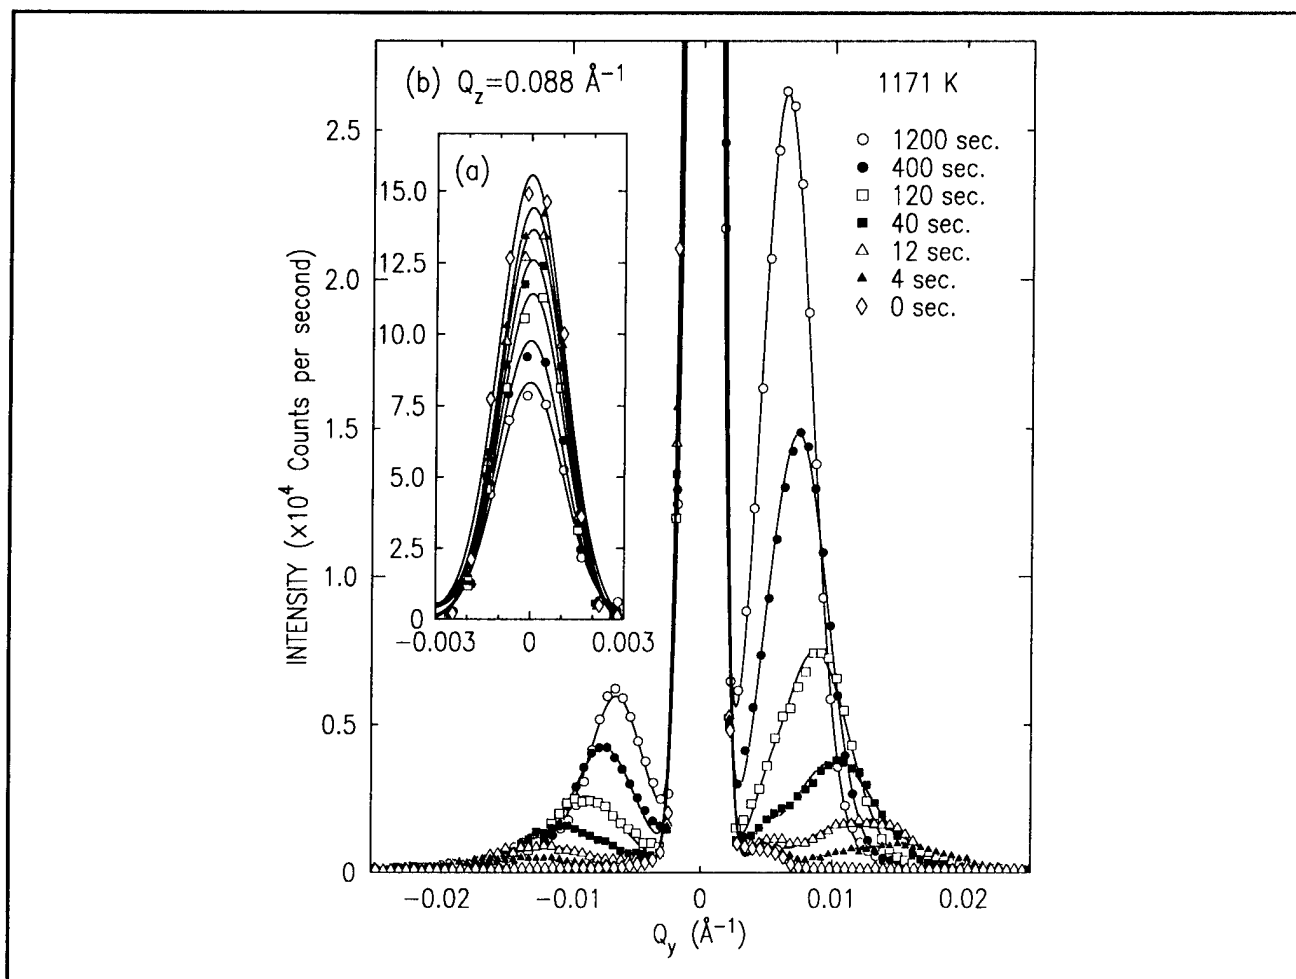 (b) Q_z=0.088 Å⁻¹
1171 K
1200 sec.
400 sec.
120 sec.
40 sec.
12 sec.
4 sec.
0 sec.
(a)
15.0
12.5
10.0
7.5
5.0
2.5
0
−0.003
0
0.003
INTENSITY (×10⁴ Counts per second)
2.5
2.0
1.5
1.0
0.5
0
−0.02
−0.01
0
0.01
0.02
Q_y (Å⁻¹)